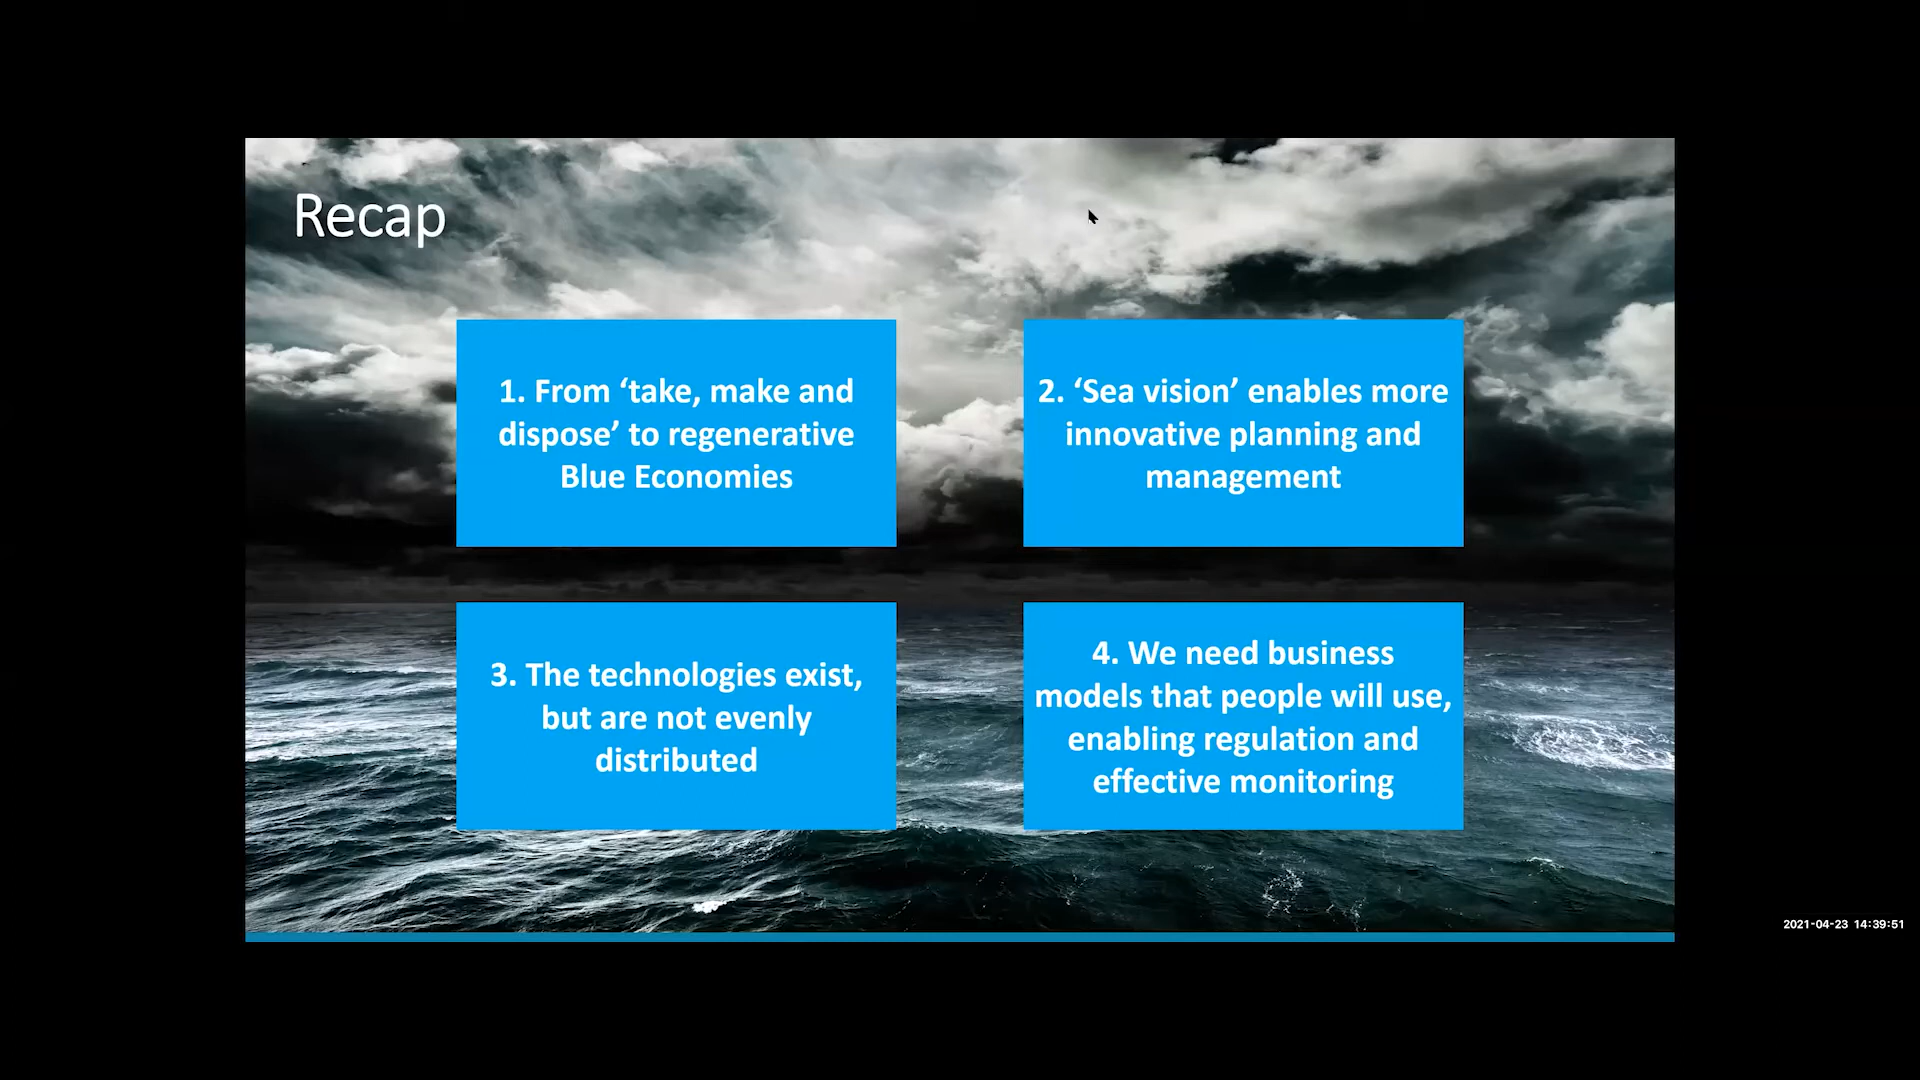 Recap
1. From ‘take, make and
dispose’ to regenerative
Blue Economies
2. ‘Sea vision’ enables more
innovative planning and
management
3. The technologies exist,
but are not evenly
distributed
4. We need business
models that people will use,
enabling regulation and
effective monitoring
2021-04-23 14:39:51